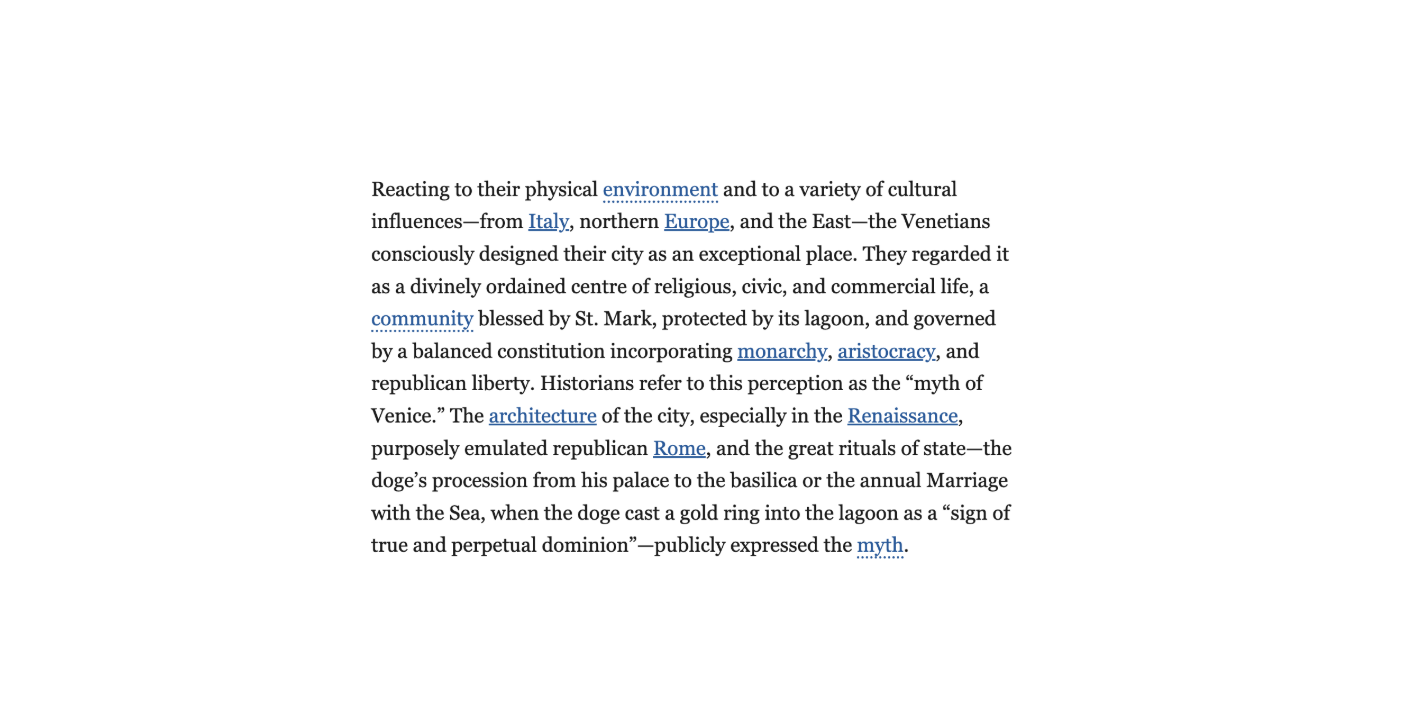 Reacting to their physical environment and to a variety of cultural
influences—from Italy, northern Europe, and the East—the Venetians
consciously designed their city as an exceptional place. They regarded it
as a divinely ordained centre of religious, civic, and commercial life, a
community blessed by St. Mark, protected by its lagoon, and governed
by a balanced constitution incorporating monarchy, aristocracy, and
republican liberty. Historians refer to this perception as the “myth of
Venice.” The architecture of the city, especially in the Renaissance,
purposely emulated republican Rome, and the great rituals of state—the
doge’s procession from his palace to the basilica or the annual Marriage
with the Sea, when the doge cast a gold ring into the lagoon as a “sign of
true and perpetual dominion”—publicly expressed the myth.